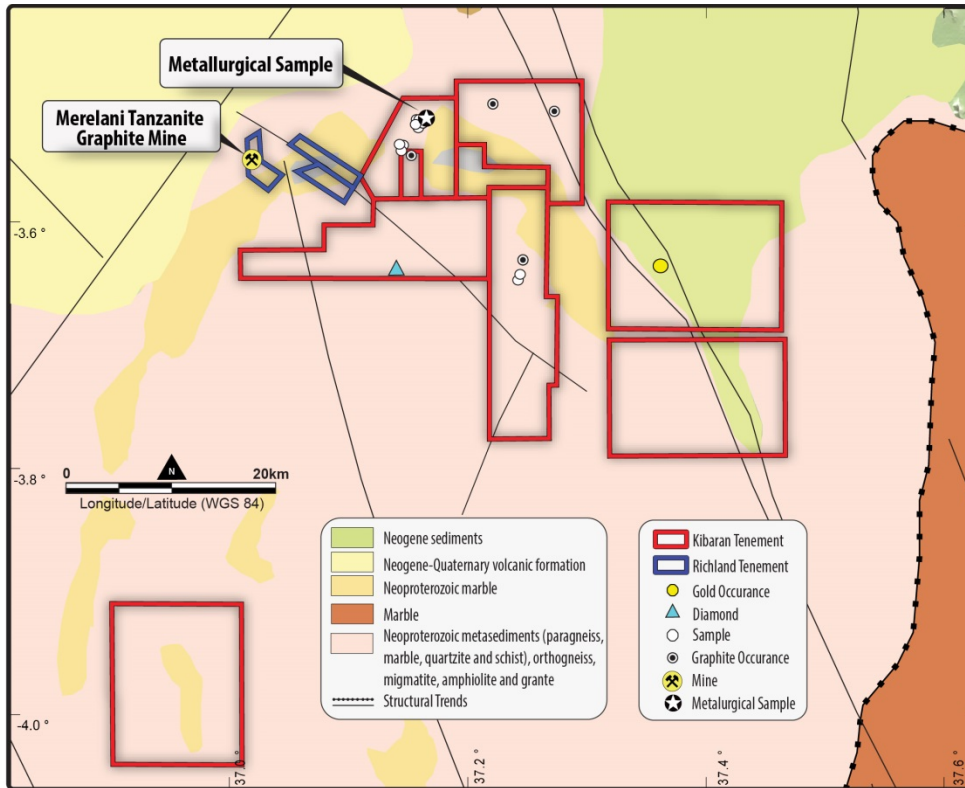 Metallurgical Sample
Merelani Tanzanite
Graphite Mine
-3.6 °
-3.8 °
-4.0 °
0 20km
N
Longitude/Latitude (WGS 84)
Neogene sediments
Neogene-Quaternary volcanic formation
Neoproterozoic marble
Marble
Neoproterozoic metasediments (paragneiss,
marble, quartzite and schist), orthogneiss,
migmatite, amphiolite and grante
Structural Trends
Kibaran Tenement
Richland Tenement
Gold Occurance
Diamond
Sample
Graphite Occurance
Mine
Metalurgical Sample
37.0 °
37.2 °
37.4 °
37.6 °